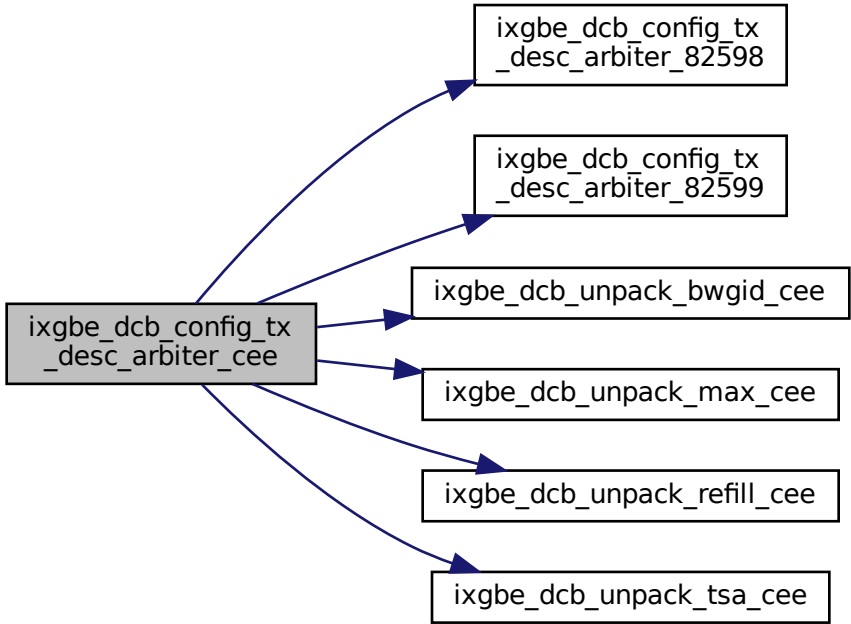 ixgbe_dcb_config_tx
_desc_arbiter_82598
ixgbe_dcb_config_tx
_desc_arbiter_82599
ixgbe_dcb_unpack_bwgid_cee
ixgbe_dcb_config_tx
_desc_arbiter_cee
ixgbe_dcb_unpack_max_cee
ixgbe_dcb_unpack_refill_cee
ixgbe_dcb_unpack_tsa_cee